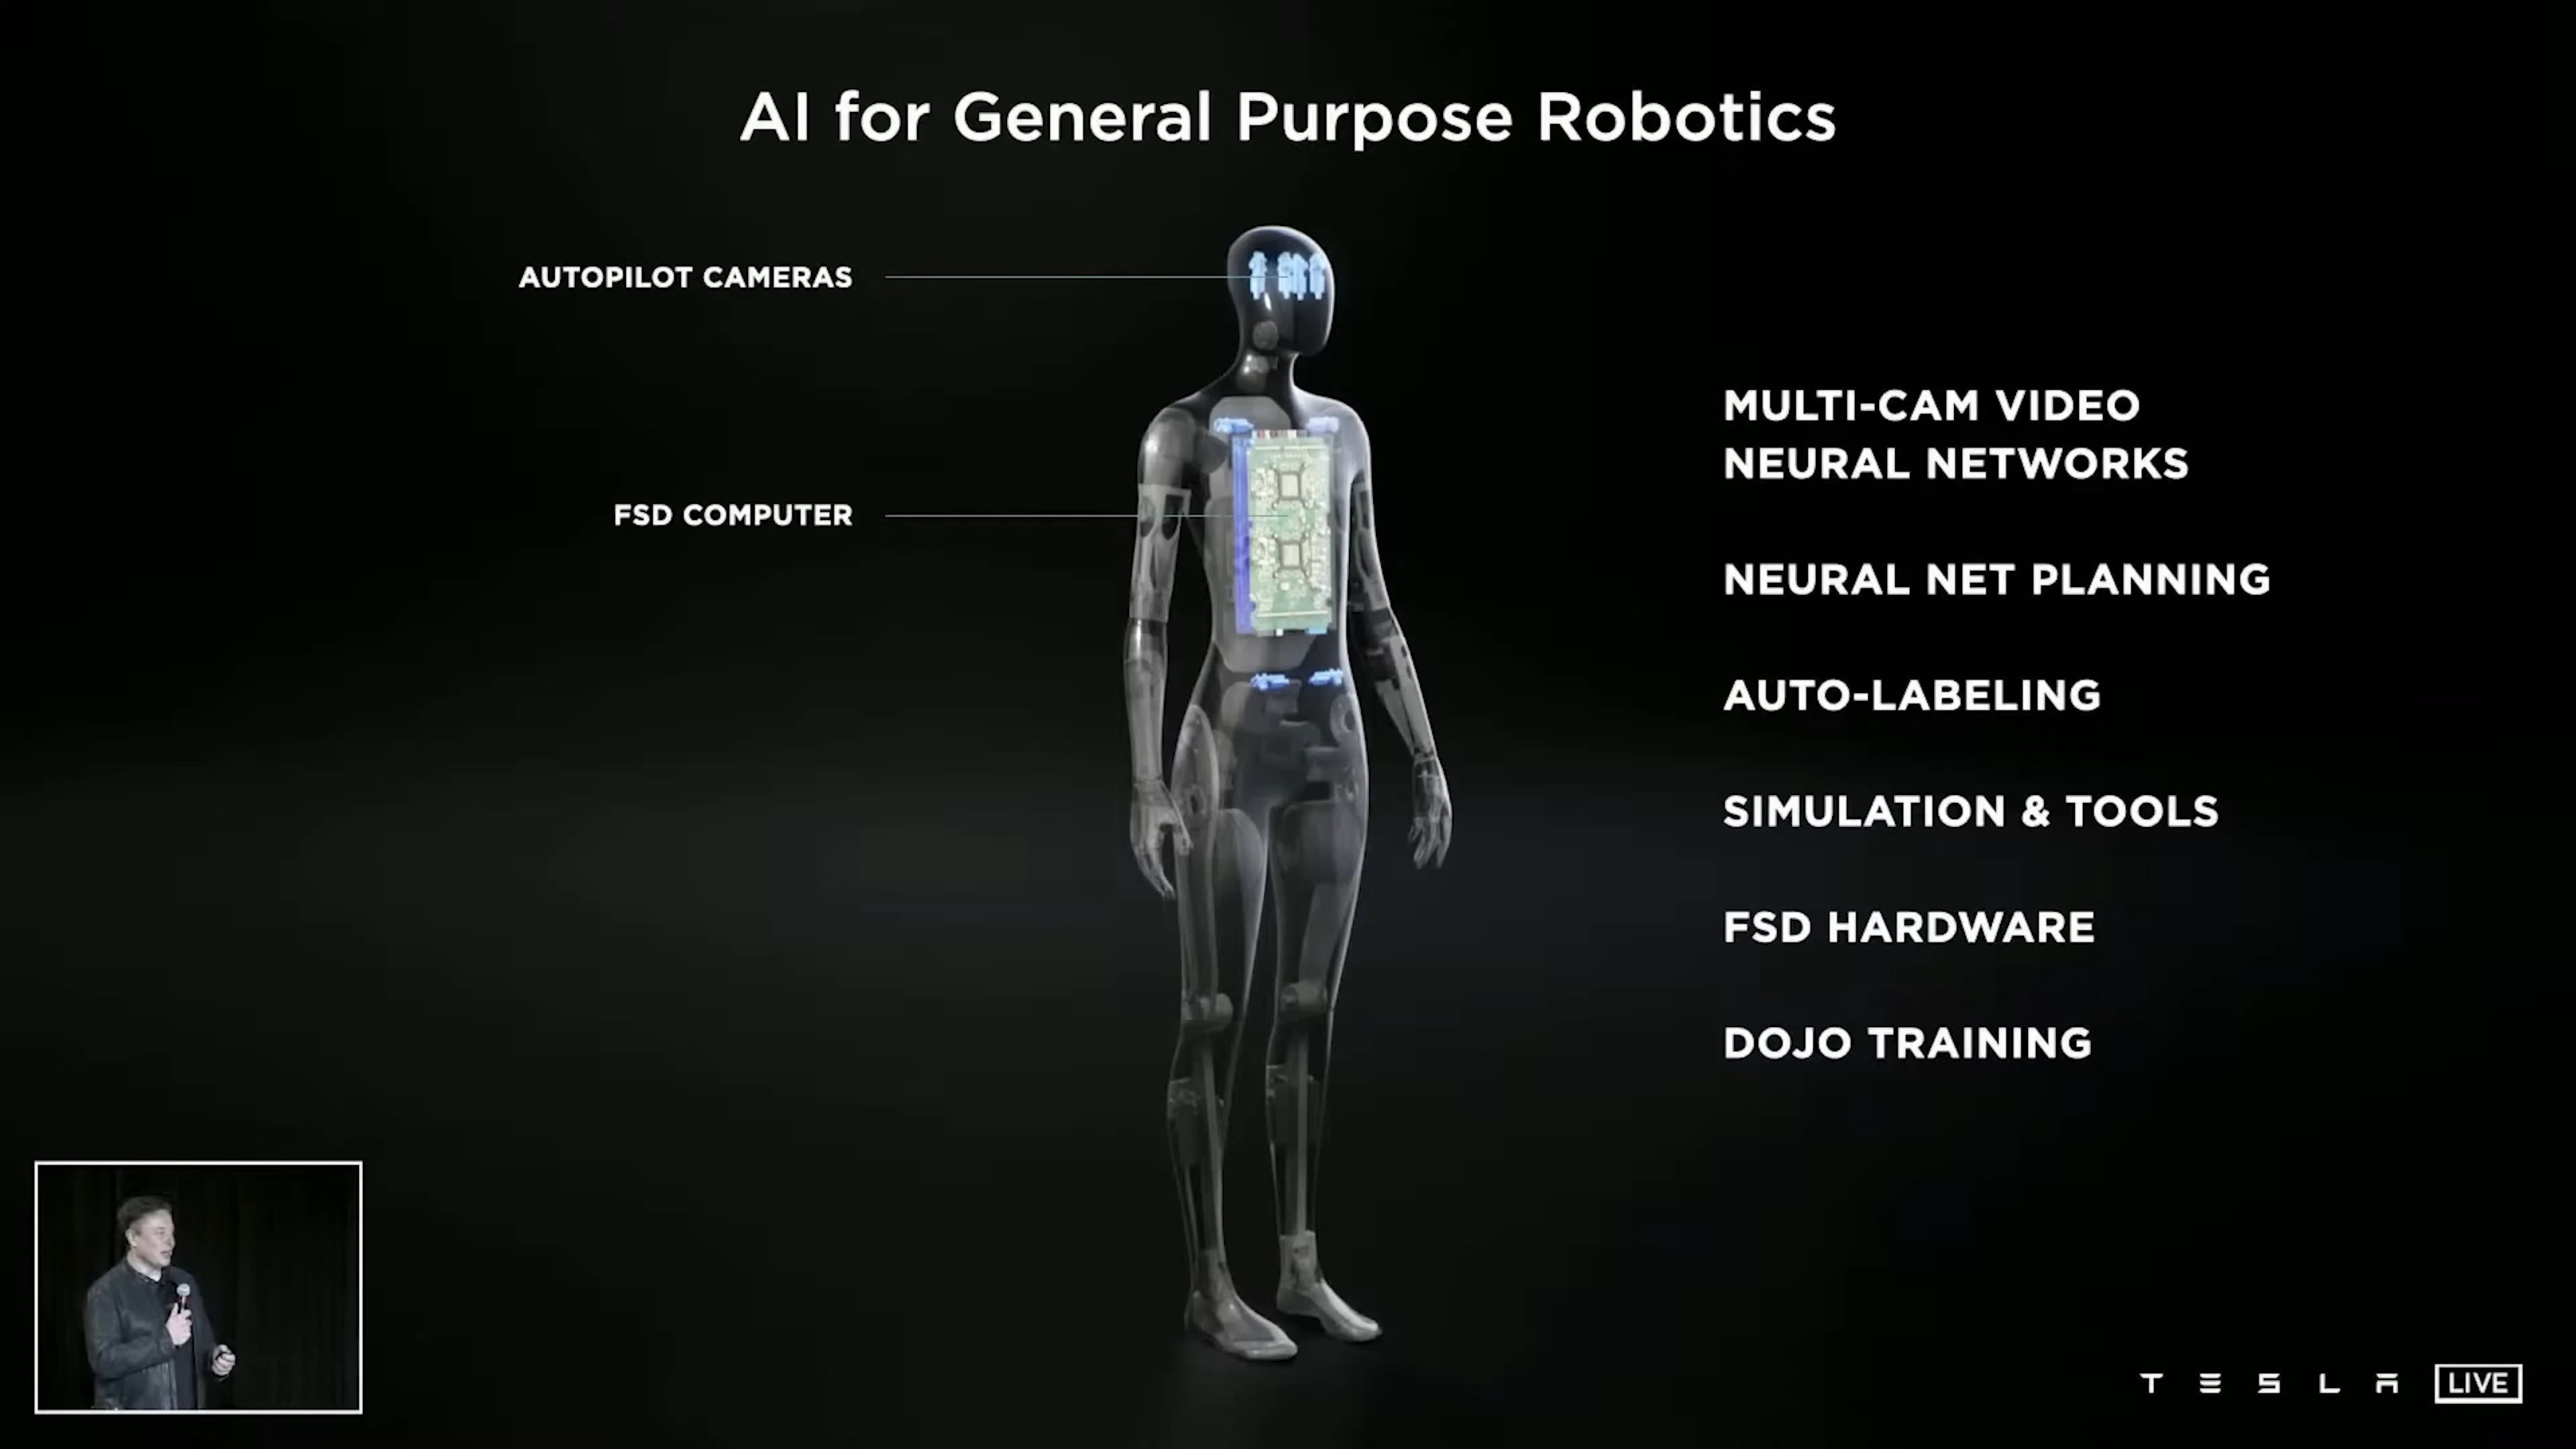 AI for General Purpose Robotics
AUTOPILOT CAMERAS
FSD COMPUTER
MULTI-CAM VIDEO
NEURAL NETWORKS
NEURAL NET PLANNING
AUTO-LABELING
SIMULATION & TOOLS
FSD HARDWARE
DOJO TRAINING
TESLA LIVE